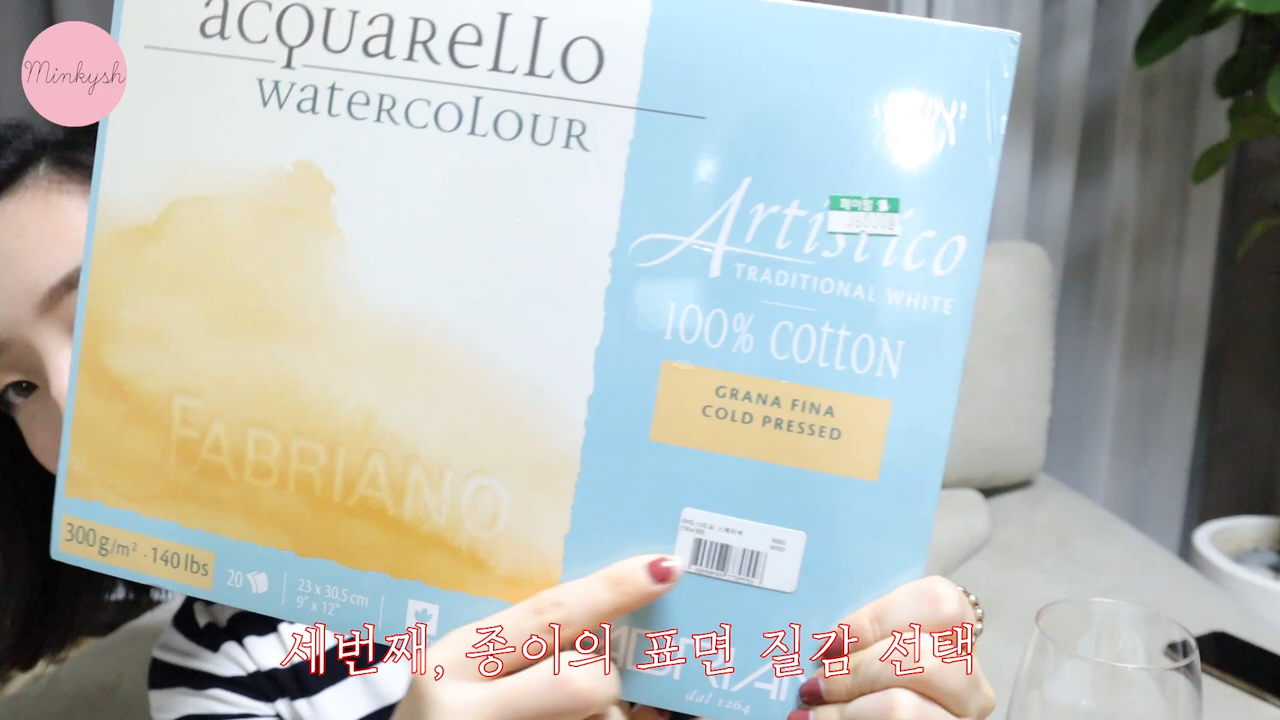 Minkysh
acquarello
watercolour
Artistico
TRADITIONAL WHITE
100% cotton
GRANA FINA
COLD PRESSED
FABRIANO
300g/m² · 140 lbs
20
23 x 30,5 cm
9" x 12"
세번째, 종이의 표면 질감 선택
dal 1264